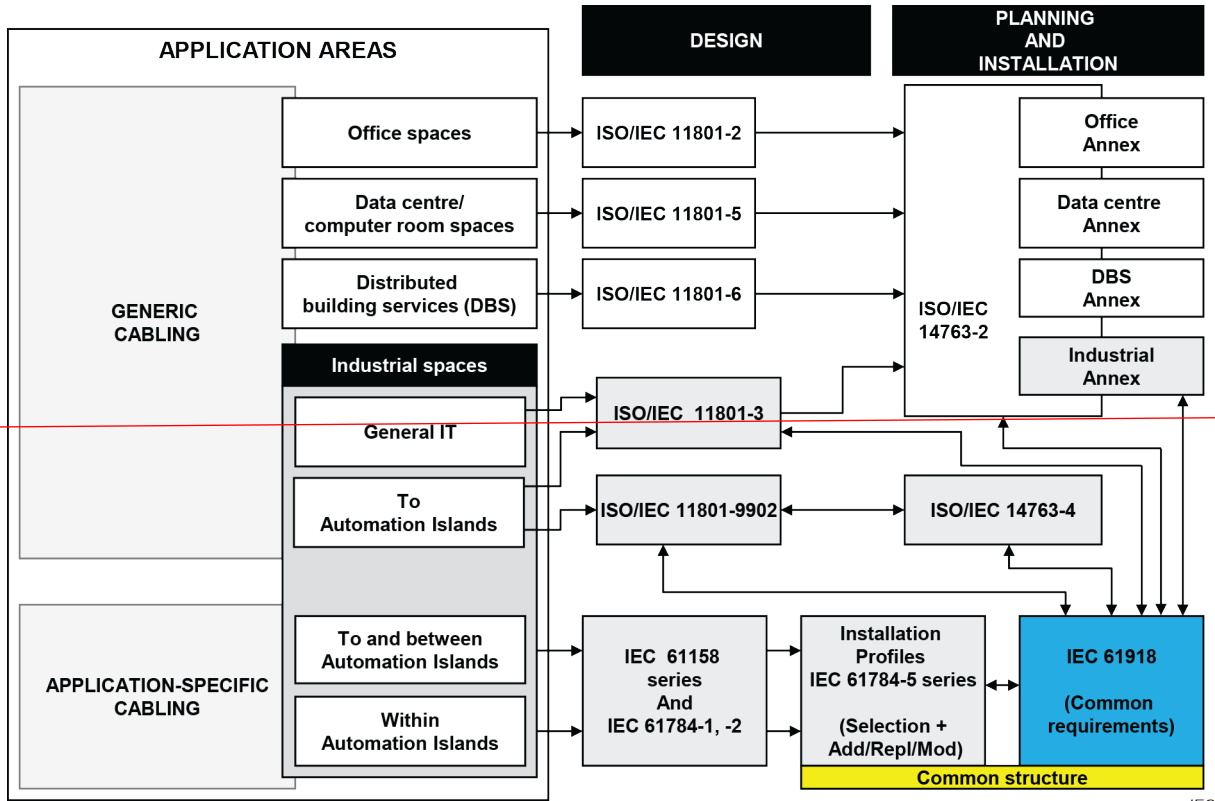 APPLICATION AREAS
DESIGN
PLANNING
AND
INSTALLATION
GENERIC
CABLING
Office spaces
ISO/IEC 11801-2
Data centre/
computer room spaces
ISO/IEC 11801-5
Distributed
building services (DBS)
ISO/IEC 11801-6
ISO/IEC
14763-2
Office
Annex
Data centre
Annex
DBS
Annex
Industrial
Annex
Industrial spaces
General IT
ISO/IEC 11801-3
To
Automation Islands
ISO/IEC 11801-9902
ISO/IEC 14763-4
APPLICATION-SPECIFIC
CABLING
To and between
Automation Islands
Within
Automation Islands
IEC 61158
series
And
IEC 61784-1, -2
Installation
Profiles
IEC 61784-5 series
(Selection +
Add/Repl/Mod)
IEC 61918
(Common
requirements)
Common structure